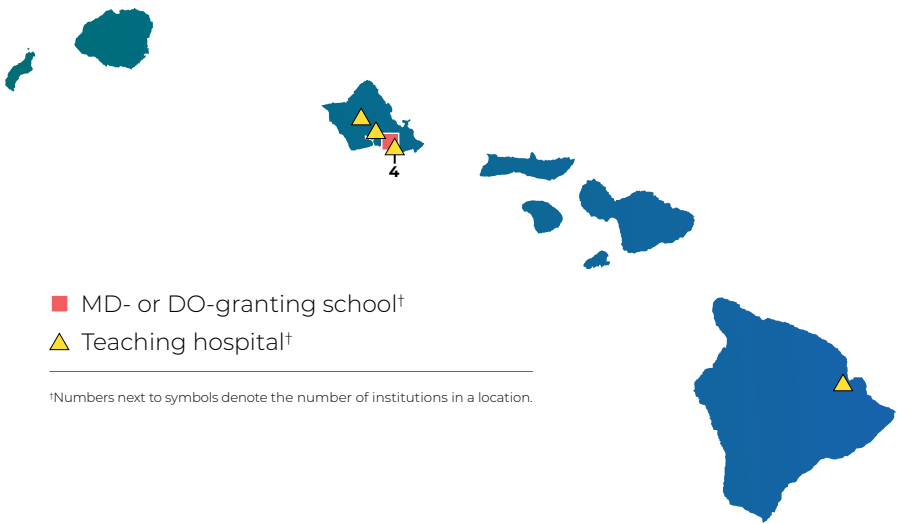 4
MD- or DO-granting school†
Teaching hospital†
†Numbers next to symbols denote the number of institutions in a location.